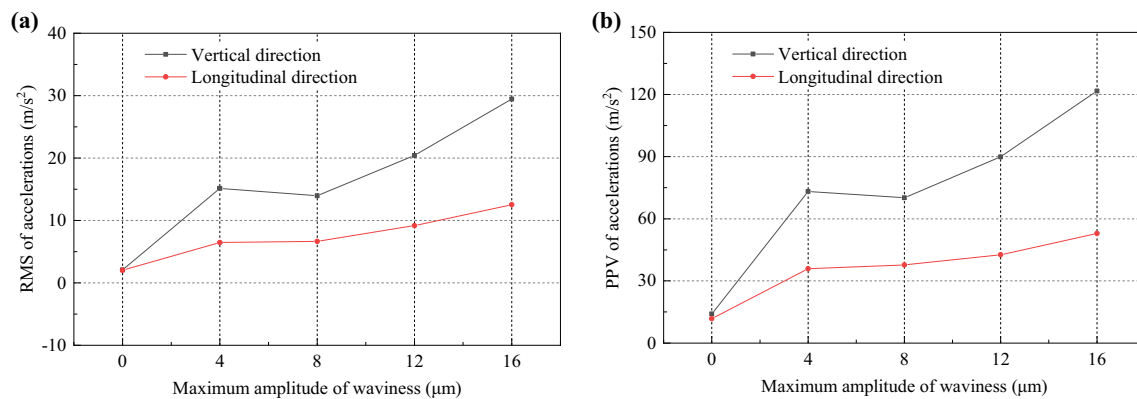 (a)
40
30
20
10
0
-10
RMS of accelerations (m/s²)
Vertical direction
Longitudinal direction
0 4 8 12 16
Maximum amplitude of waviness (μm)
(b)
150
120
90
60
30
0
PPV of accelerations (m/s²)
Vertical direction
Longitudinal direction
0 4 8 12 16
Maximum amplitude of waviness (μm)